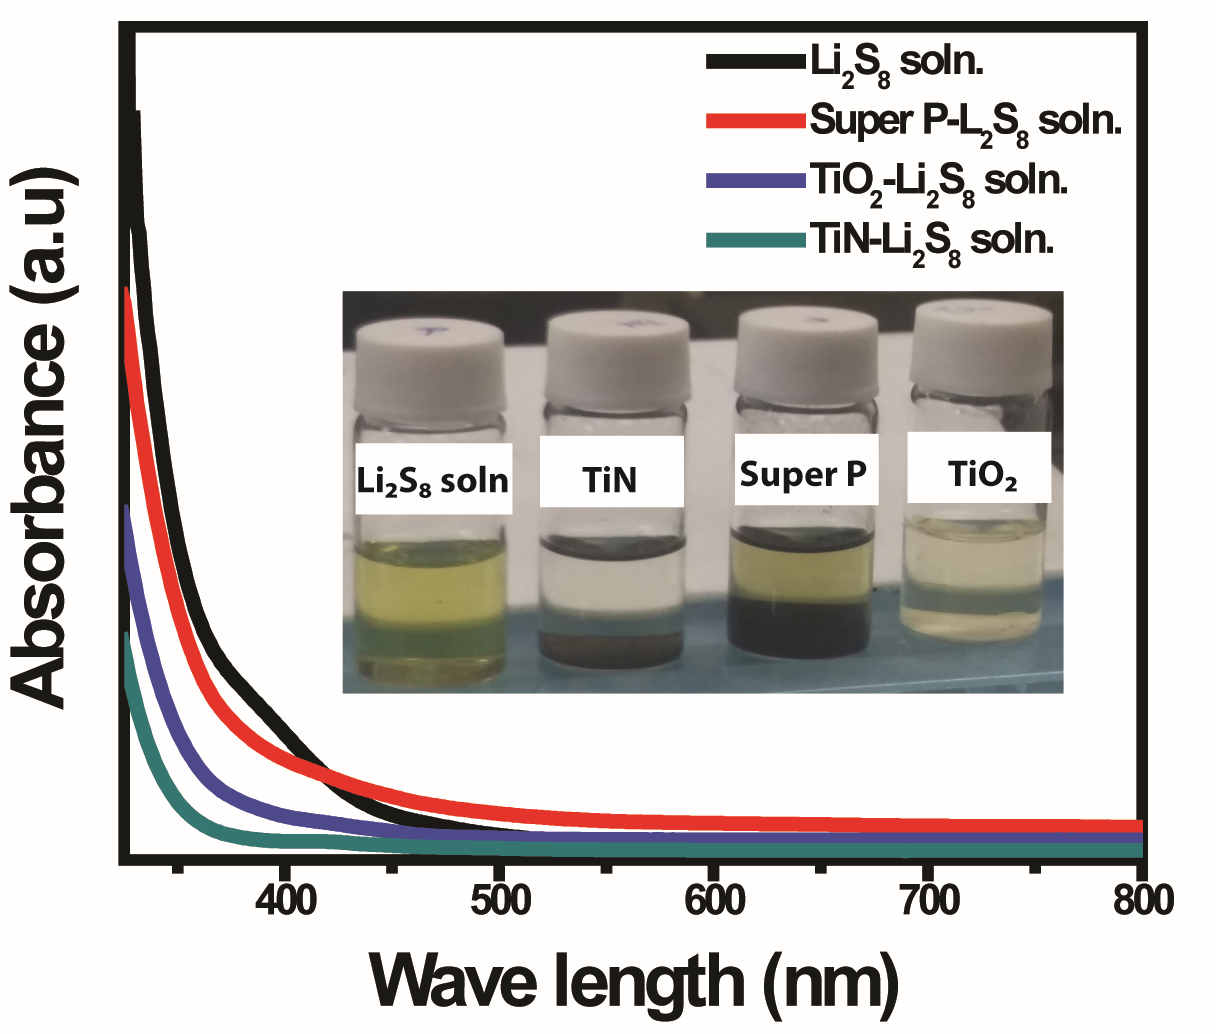 Li₂S₈ soln.
Super P-L₂S₈ soln.
TiO₂-Li₂S₈ soln.
TiN-Li₂S₈ soln.
Absorbance (a.u)
Li₂S₈ soln
TiN
Super P
TiO₂
400 500 600 700 800
Wave length (nm)